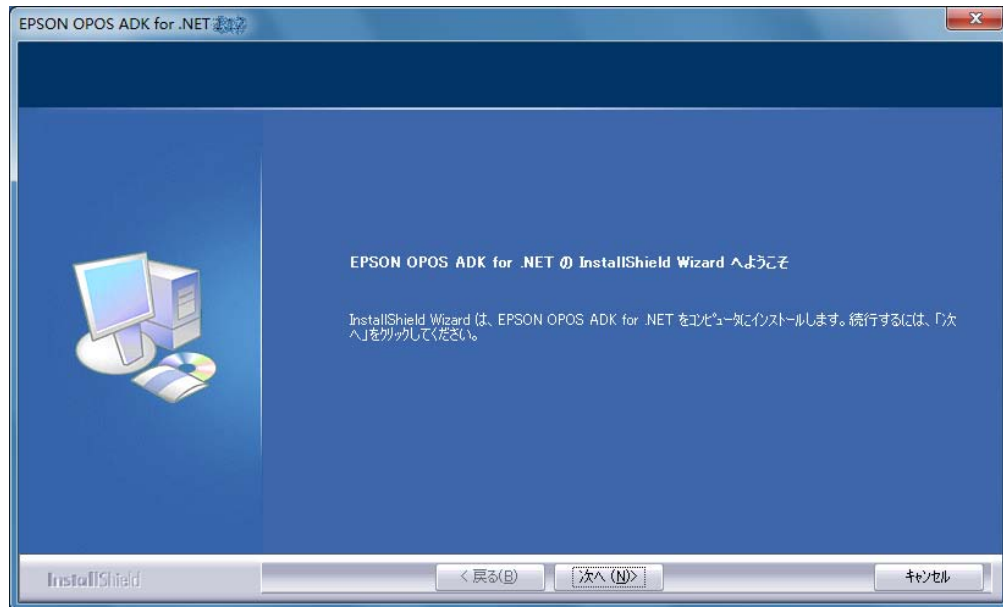 EPSON OPOS ADK for .NET
EPSON OPOS ADK for .NET の InstallShield Wizard へようこそ
InstallShield Wizard は、EPSON OPOS ADK for .NET をコンピュータにインストールします。続行するには、「次
へ」をクリックしてください。
InstallShield
< 戻る(B)
次へ (N)>
キャンセル